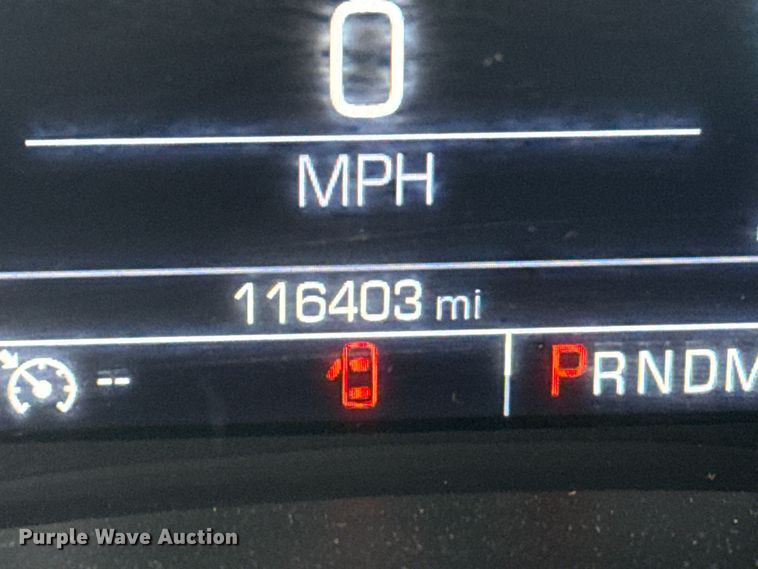 0
MPH
116403 mi
--
PRNDM
Purple Wave Auction